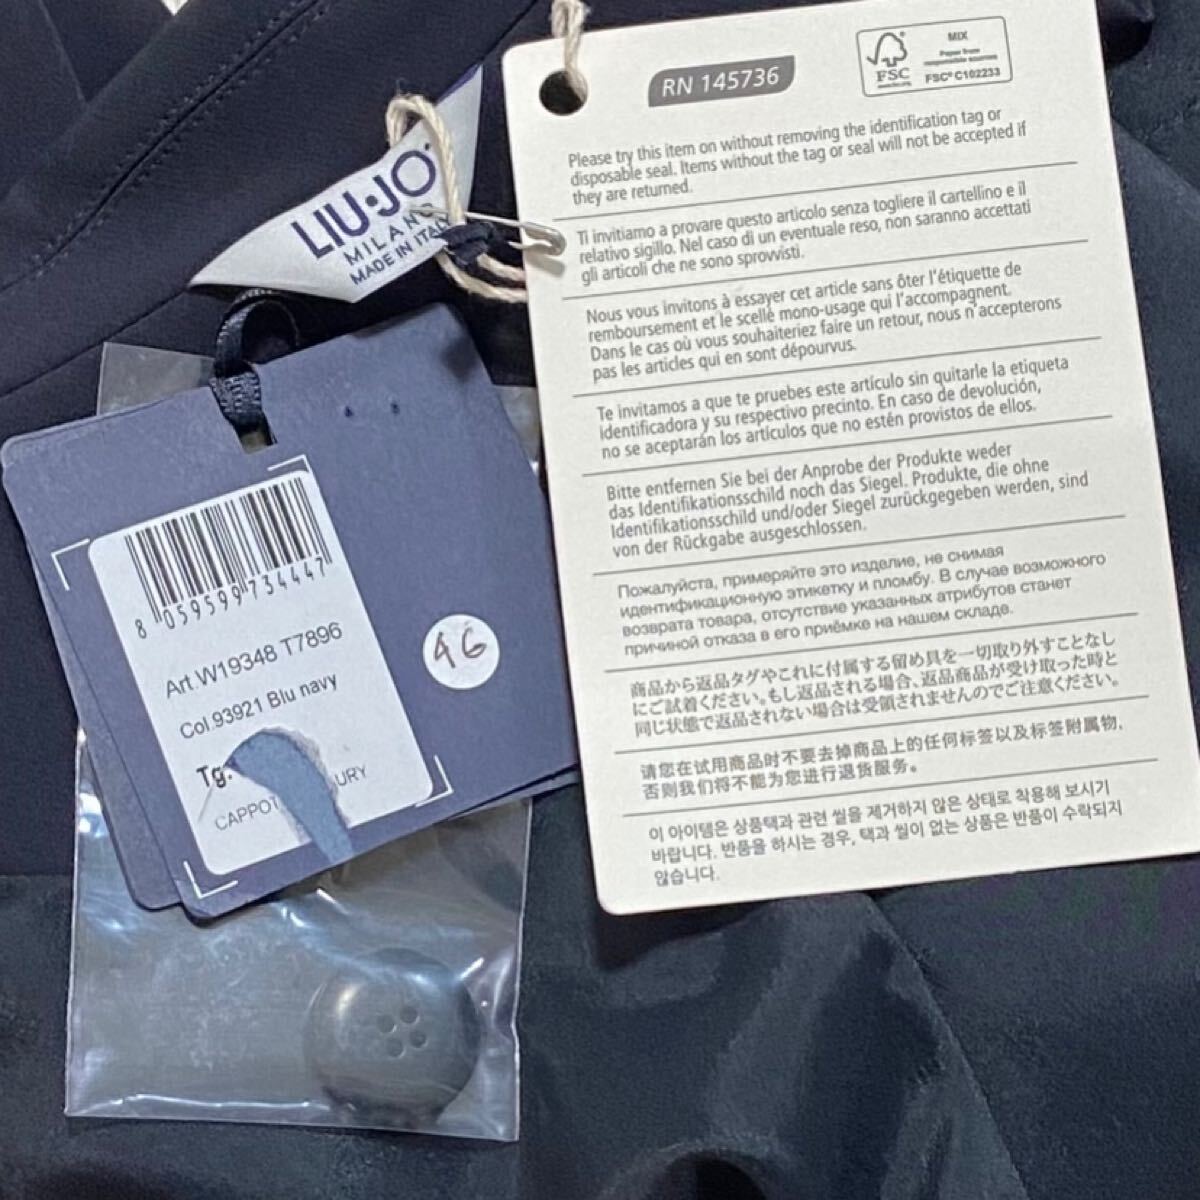 LIU·JO
MILANO
MADE IN ITALY
8 059599 734447
Art.W19348 T7896
Col.93921 Blu navy
Tg.
46
RN 145736
FSC
MIX
Paper from
responsible sources
FSC® C102233
Please try this item on without removing the identification tag or
disposable seal. Items without the tag or seal will not be accepted if
they are returned.
Ti invitiamo a provare questo articolo senza togliere il cartellino e il
relativo sigillo. Nel caso di un eventuale reso, non saranno accettati
gli articoli che ne sono sprovvisti.
Nous vous invitons à essayer cet article sans ôter l'étiquette de
remboursement et le scellé mono-usage qui l'accompagnent.
Dans le cas où vous souhaiteriez faire un retour, nous n'accepterons
pas les articles qui en sont dépourvus.
Te invitamos a que te pruebes este artículo sin quitarle la etiqueta
identificadora y su respectivo precinto. En caso de devolución,
no se aceptarán los artículos que no estén provistos de ellos.
Bitte entfernen Sie bei der Anprobe der Produkte weder
das Identifikationsschild noch das Siegel. Produkte, die ohne
Identifikationsschild und/oder Siegel zurückgegeben werden, sind
von der Rückgabe ausgeschlossen.
Пожалуйста, примеряйте это изделие, не снимая
идентификационную этикетку и пломбу. В случае возможного
возврата товара, отсутствие указанных атрибутов станет
причиной отказа в его приёмке на нашем складе.
商品から返品タグやこれに付属する留め具を一切取り外すことなし
にご試着ください。もし返品される場合、返品商品が受け取った時と
同じ状態で返品されない場合は受領されませんのでご注意ください。
请您在试用商品时不要去掉商品上的任何标签以及标签附属物,
否则我们将不能为您进行退货服务。
이 아이템은 상품택과 관련 씰을 제거하지 않은 상태로 착용해 보시기
바랍니다. 반품을 하시는 경우, 택과 씰이 없는 상품은 반품이 수락되지
않습니다.